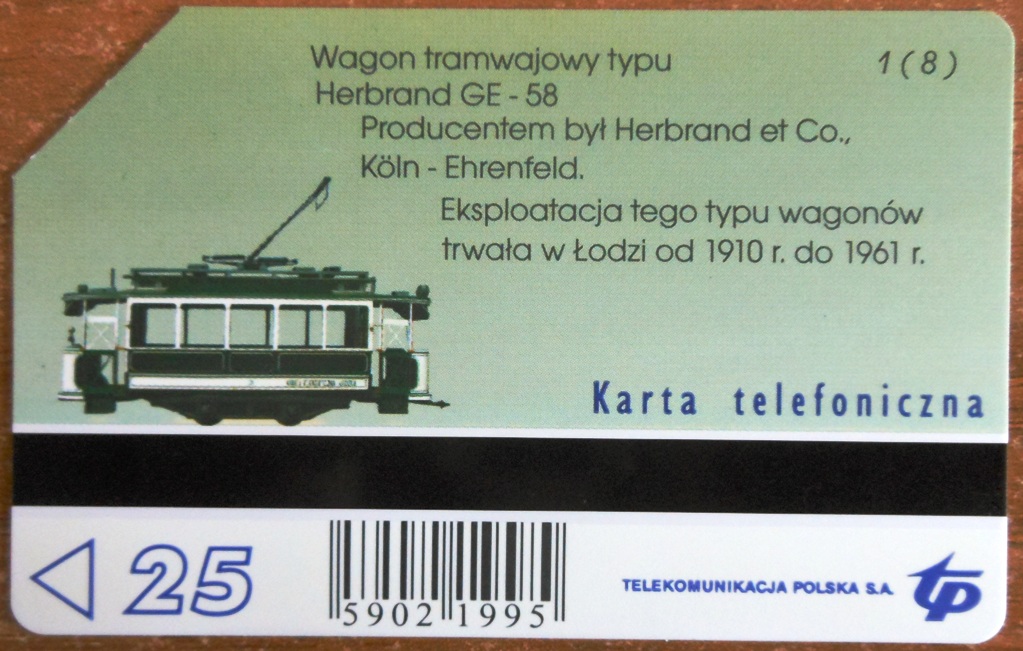 Wagon tramwajowy typu 1(8)
Herbrand GE - 58
Producentem był Herbrand et Co.,
Köln - Ehrenfeld.
Eksploatacja tego typu wagonów
trwała w Łodzi od 1910 r. do 1961 r.
Karta telefoniczna
25
5902 1995
TELEKOMUNIKACJA POLSKA S.A.
tp